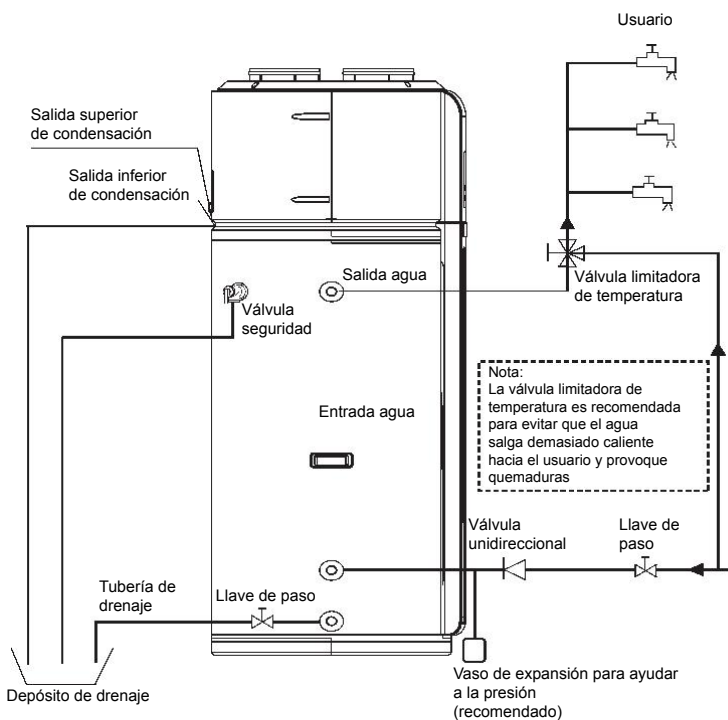 Usuario
Salida superior
de condensación
Salida inferior
de condensación
Salida agua
Válvula limitadora
de temperatura
Válvula
seguridad
Nota:
La válvula limitadora de
temperatura es recomendada
para evitar que el agua
salga demasiado caliente
hacia el usuario y provoque
quemaduras
Entrada agua
Válvula
unidireccional
Llave de
paso
Tubería de
drenaje
Llave de paso
Depósito de drenaje
Vaso de expansión para ayudar
a la presión
(recomendado)